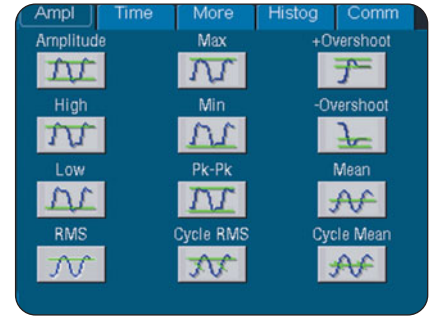 Ampl Time More Histog Comm
Amplitude Max +Overshoot
High Min -Overshoot
Low Pk-Pk Mean
RMS Cycle RMS Cycle Mean